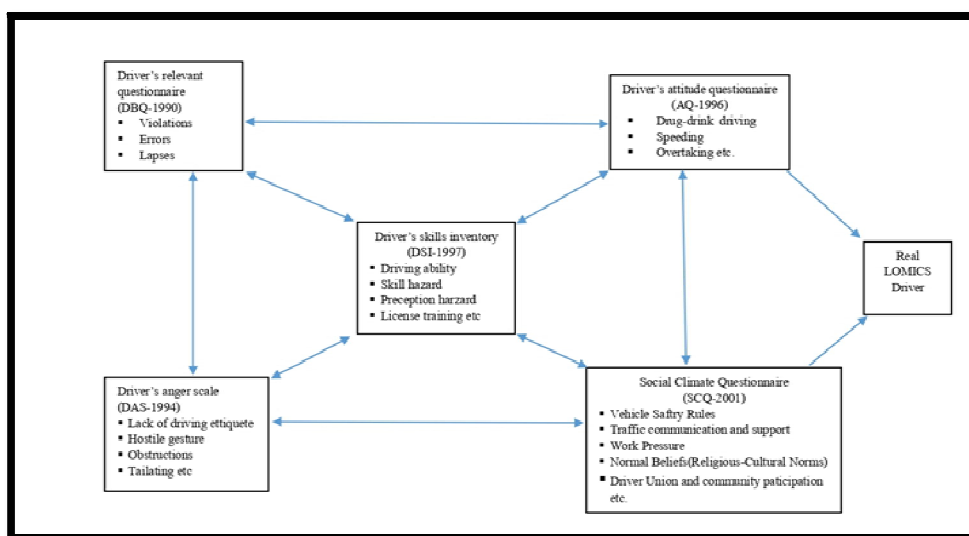 Driver's relevant
questionnaire
(DBQ-1990)
▪ Violations
▪ Errors
▪ Lapses
Driver's attitude questionnaire
(AQ-1996)
▪ Drug-drink driving
▪ Speeding
▪ Overtaking etc.
Driver's skills inventory
(DSI-1997)
▪ Driving ability
▪ Skill hazard
▪ Preception harzard
▪ License training etc
Real
LOMICS
Driver
Driver's anger scale
(DAS-1994)
▪ Lack of driving ettiquete
▪ Hostile gesture
▪ Obstructions
▪ Tailating etc
Social Climate Questionnaire
(SCQ-2001)
▪ Vehicle Saftry Rules
▪ Traffic communication and support
▪ Work Pressure
▪ Normal Beliefs(Religious-Cultural Norms)
▪ Driver Union and community paticipation
etc.